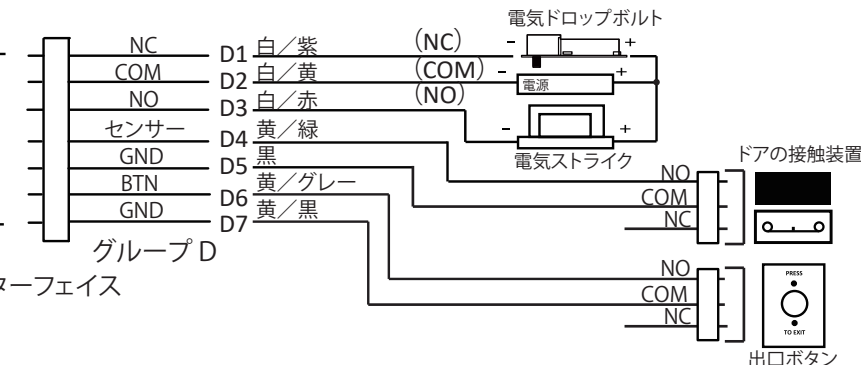 電気ドロップボルト
NC D1 白／紫 (NC) - +
COM D2 白／黄 (COM) - 電源 +
NO D3 白／赤 (NO)
- +
センサー D4 黄／緑
電気ストライク
ドアの接触装置
GND D5 黒
NO
BTN D6 黄／グレー
COM
GND D7 黄／黒
NC
グループ D
ターフェイス
NO
COM
NC
PRESS
TO EXIT
出口ボタン